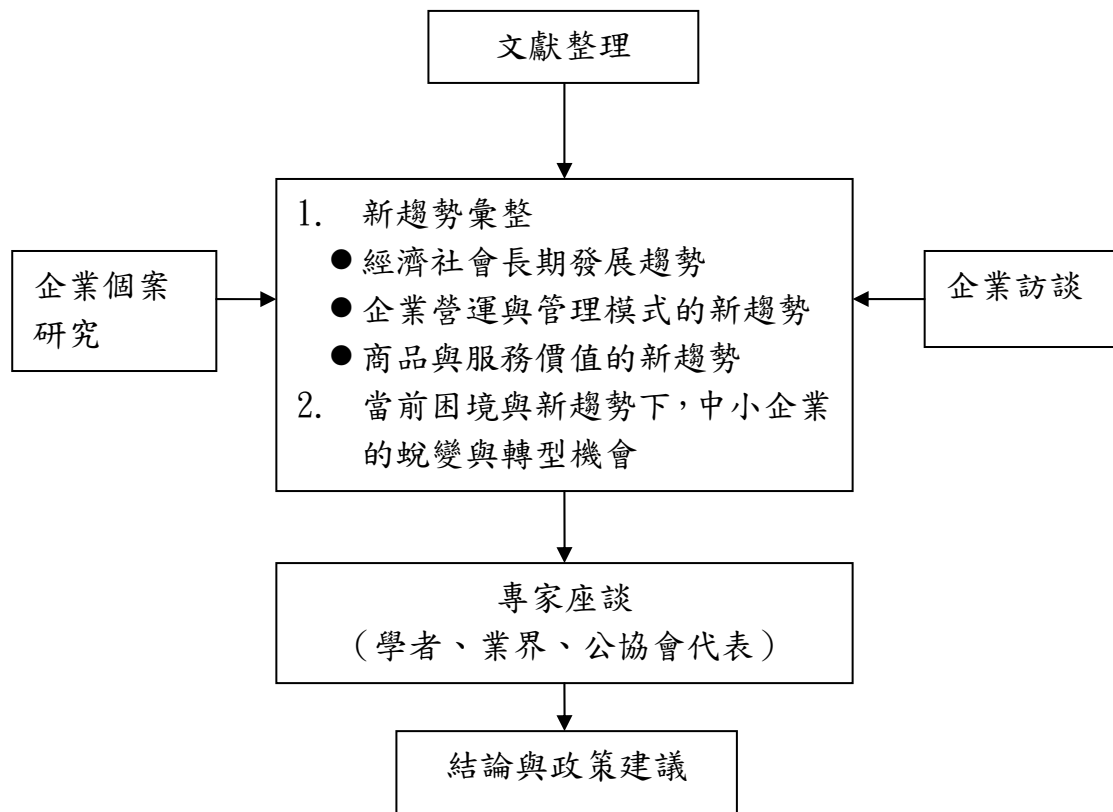 文獻整理
1. 新趨勢彙整
●經濟社會長期發展趨勢
●企業營運與管理模式的新趨勢
●商品與服務價值的新趨勢
2. 當前困境與新趨勢下，中小企業
的蛻變與轉型機會
企業個案
研究
企業訪談
專家座談
（學者、業界、公協會代表）
結論與政策建議